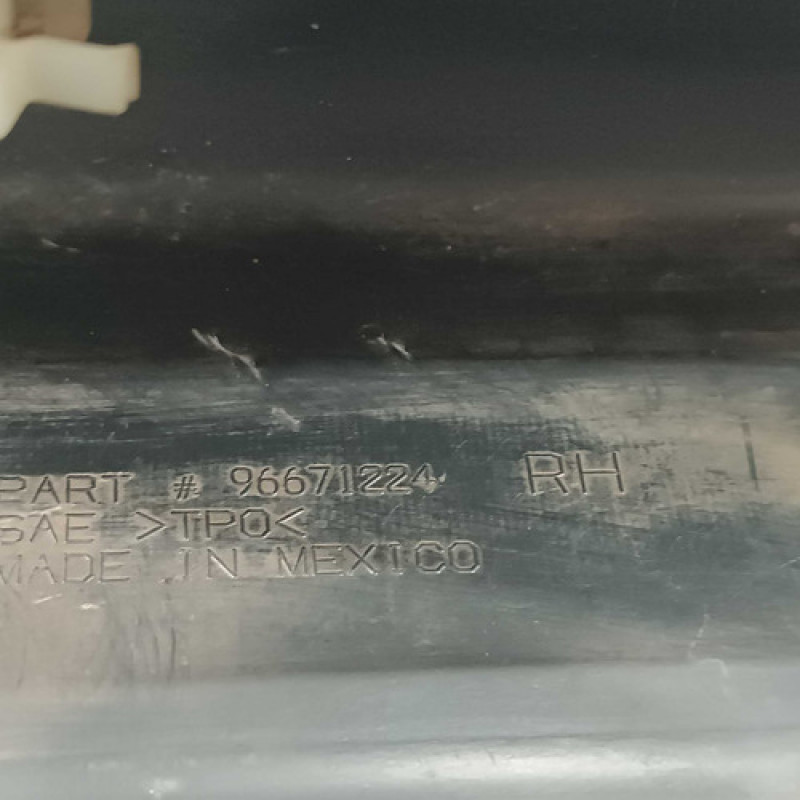 PART # 96671224 RH
SAE >TPO<
MADE IN MEXICO